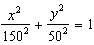 x²/150² + y²/50² = 1